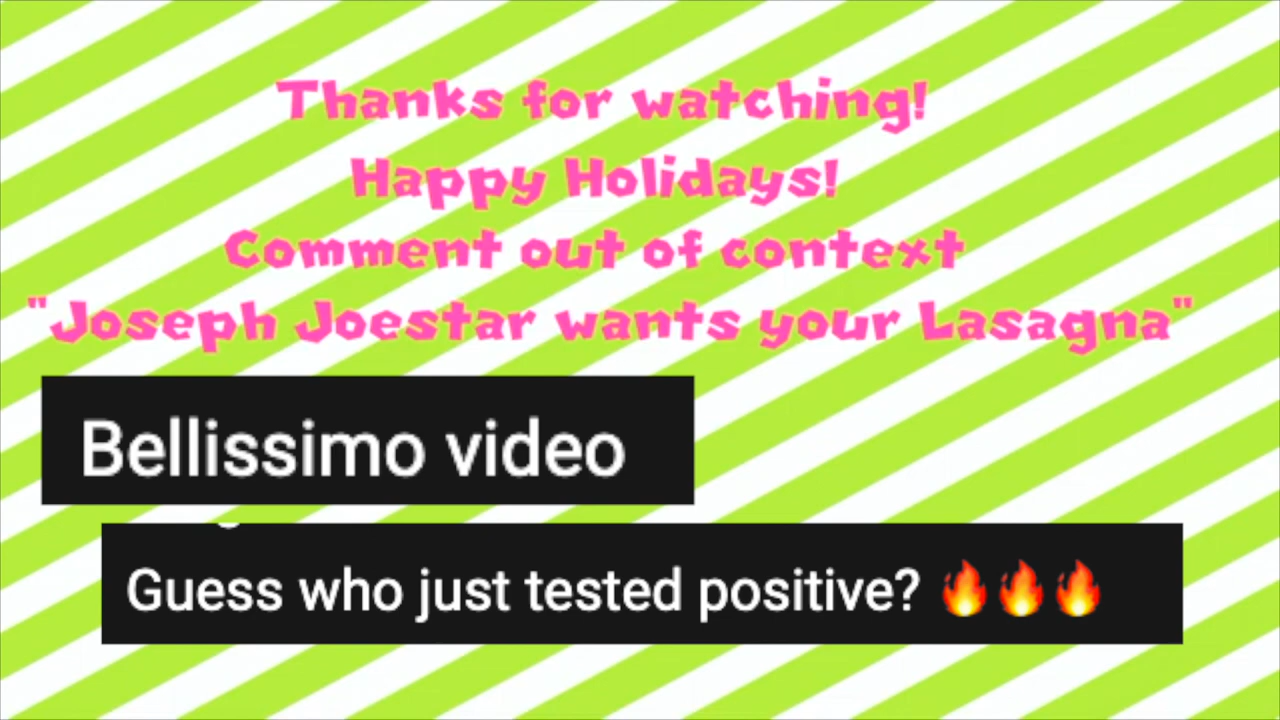 Thanks for watching!
Happy Holidays!
Comment out of context
"Joseph Joestar wants your Lasagna"
Bellissimo video
Guess who just tested positive? 🔥🔥🔥